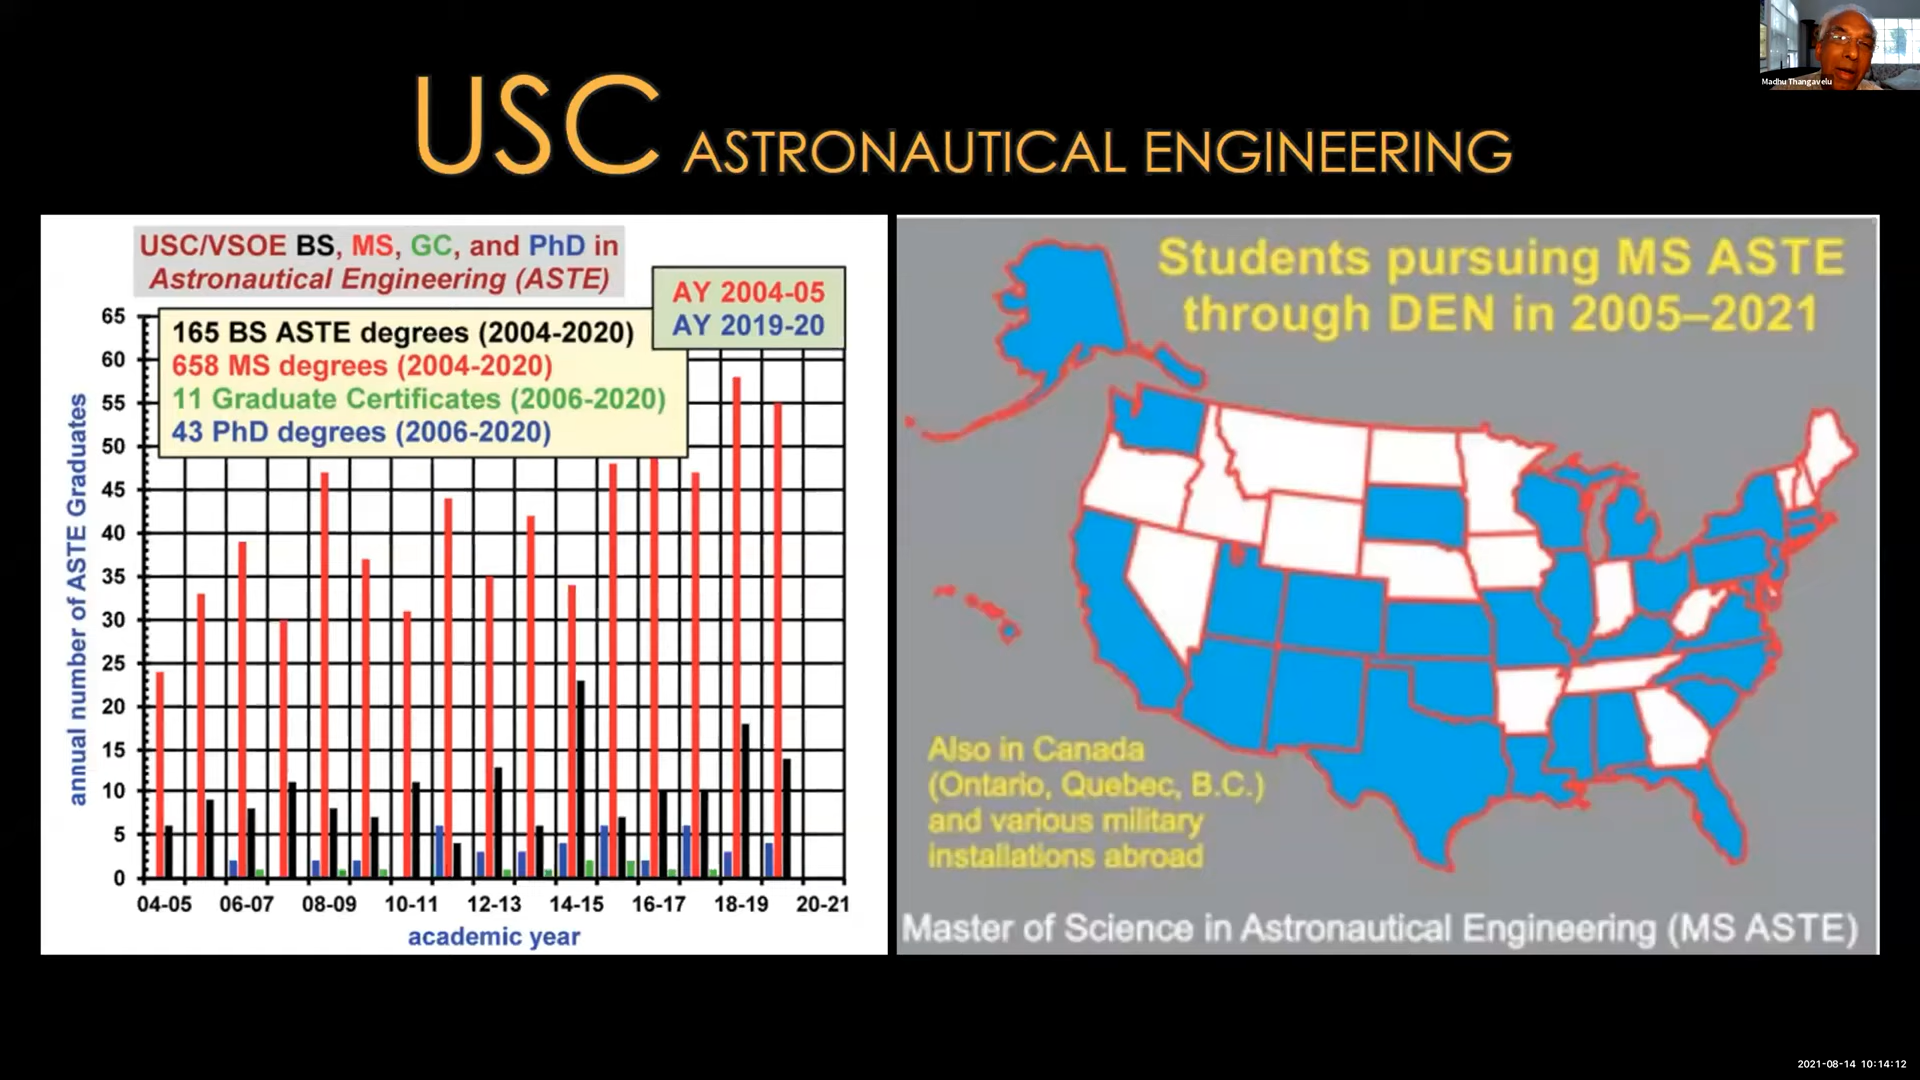 Madhu Thangavelu
USC ASTRONAUTICAL ENGINEERING
USC/VSOE BS, MS, GC, and PhD in
Astronautical Engineering (ASTE)
AY 2004-05
AY 2019-20
165 BS ASTE degrees (2004-2020)
658 MS degrees (2004-2020)
11 Graduate Certificates (2006-2020)
43 PhD degrees (2006-2020)
annual number of ASTE Graduates
65
60
55
50
45
40
35
30
25
20
15
10
5
0
04-05 06-07 08-09 10-11 12-13 14-15 16-17 18-19 20-21
academic year
Students pursuing MS ASTE
through DEN in 2005–2021
Also in Canada
(Ontario, Quebec, B.C.)
and various military
installations abroad
Master of Science in Astronautical Engineering (MS ASTE)
2021-08-14 10:14:12